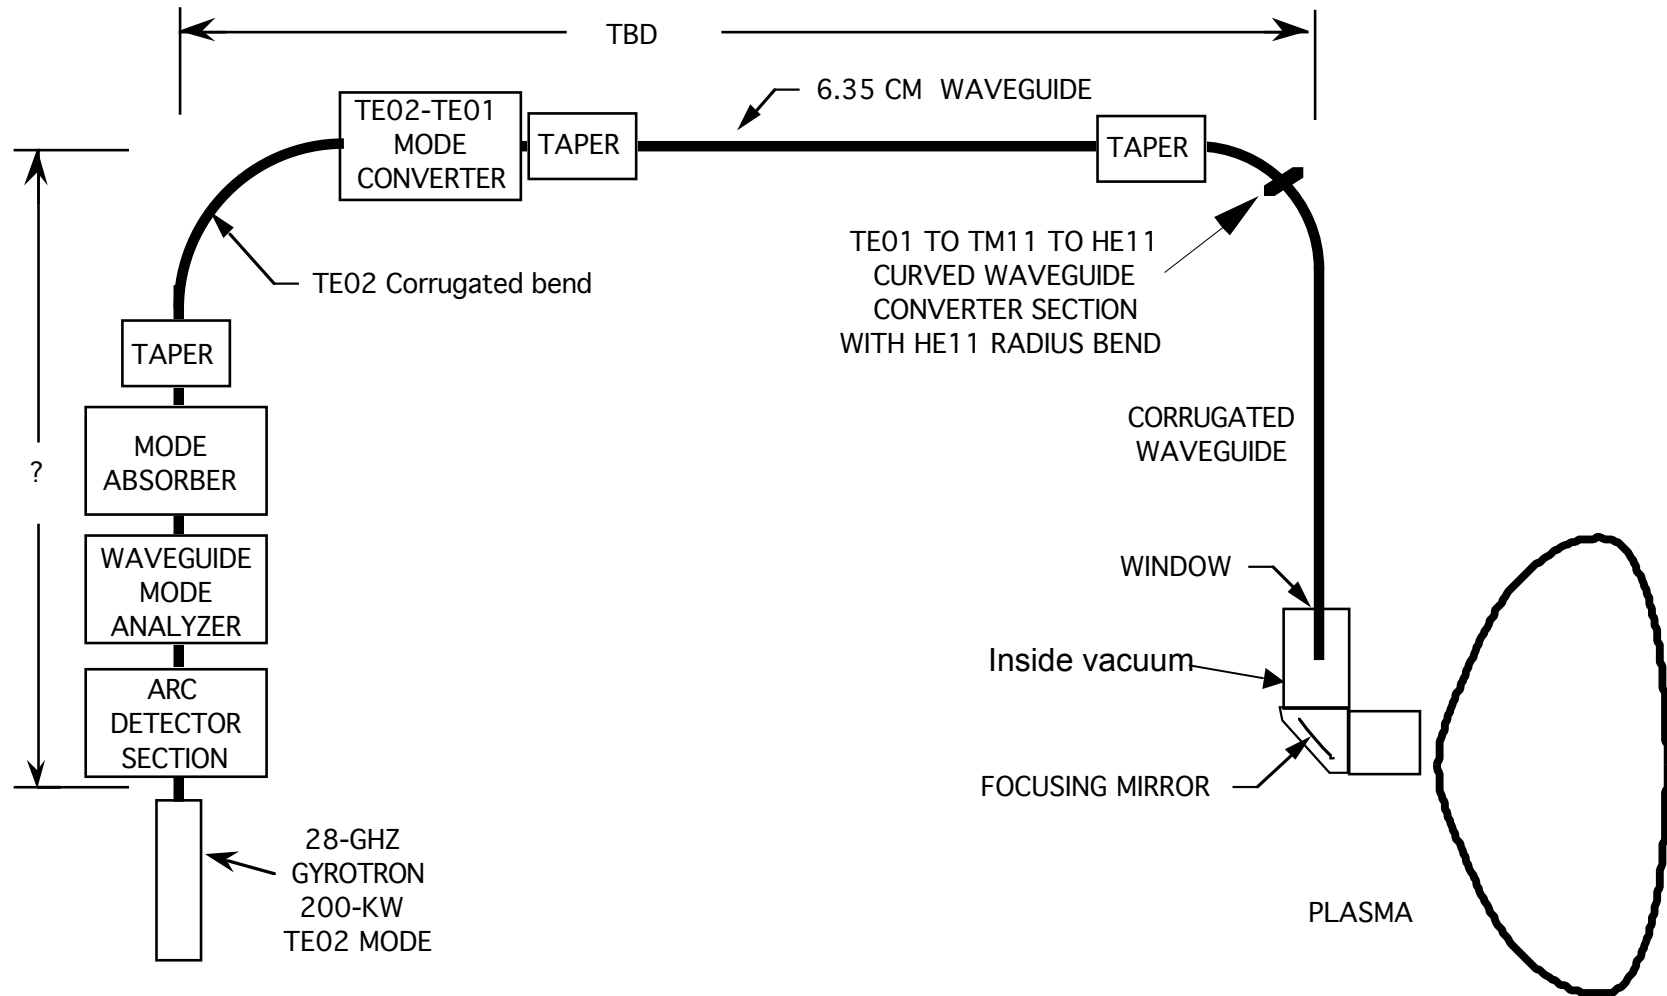 TBD
6.35 CM WAVEGUIDE
TE02-TE01
MODE
CONVERTER
TAPER
TAPER
TE01 TO TM11 TO HE11
CURVED WAVEGUIDE
CONVERTER SECTION
WITH HE11 RADIUS BEND
TE02 Corrugated bend
TAPER
MODE
ABSORBER
?
CORRUGATED
WAVEGUIDE
WAVEGUIDE
MODE
ANALYZER
WINDOW
Inside vacuum
ARC
DETECTOR
SECTION
FOCUSING MIRROR
28-GHZ
GYROTRON
200-KW
TE02 MODE
PLASMA